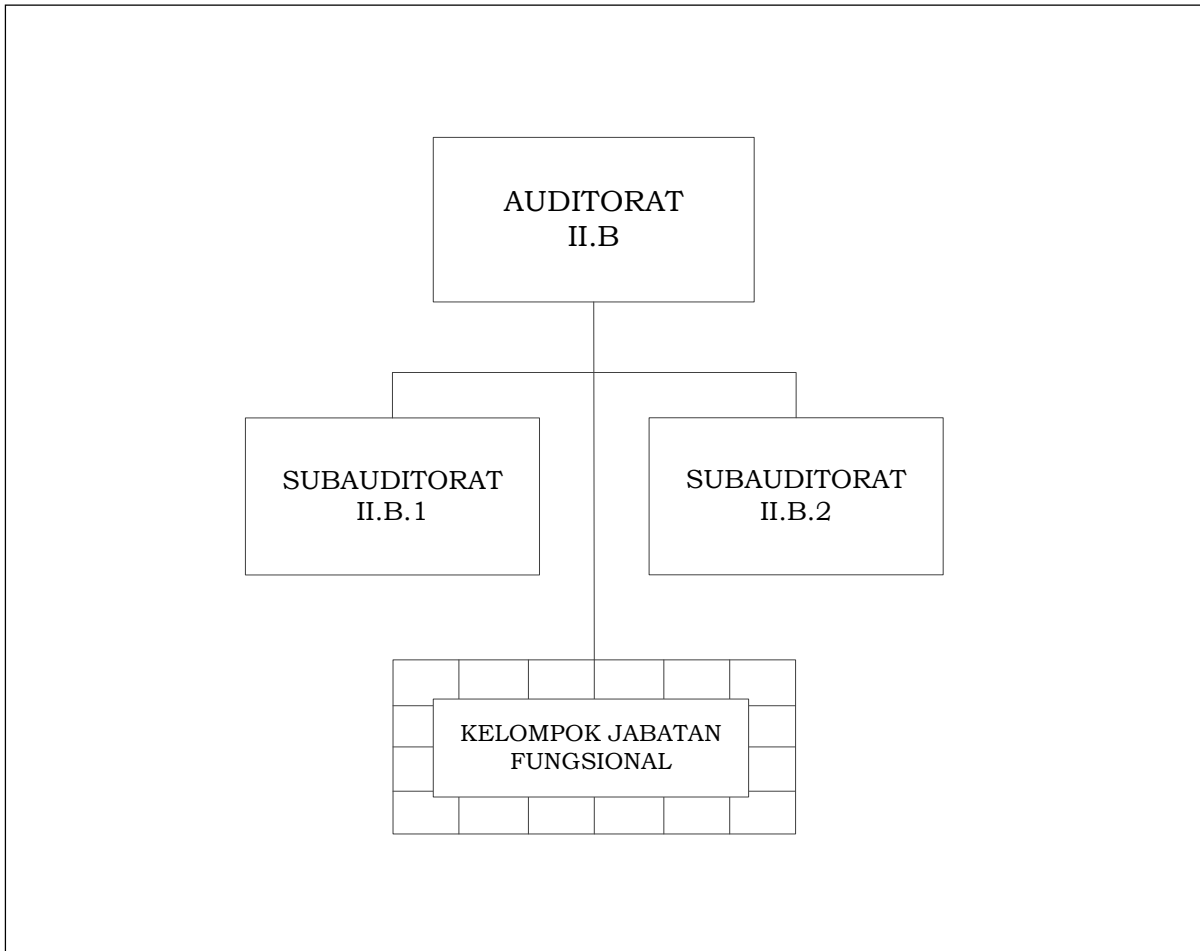 AUDITORAT
II.B
SUBAUDITORAT
II.B.1
SUBAUDITORAT
II.B.2
KELOMPOK JABATAN
FUNGSIONAL